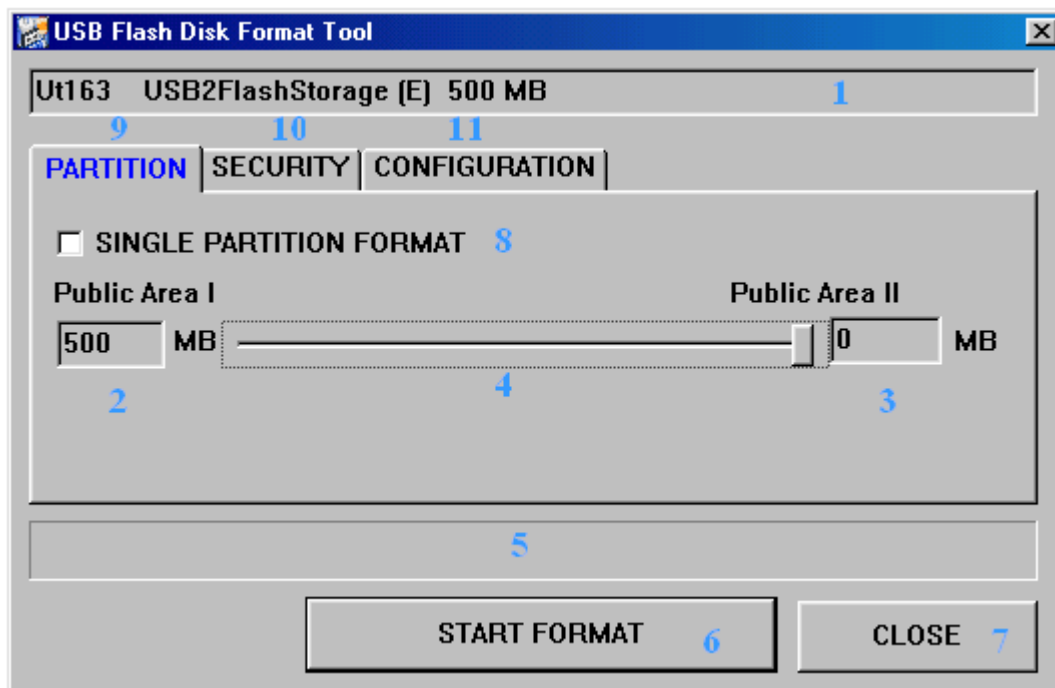 USB Flash Disk Format Tool
Ut163 USB2FlashStorage (E) 500 MB 1
9 10 11
PARTITION SECURITY CONFIGURATION
SINGLE PARTITION FORMAT 8
Public Area I Public Area II
500 MB 0 MB
2 4 3
5
START FORMAT 6 CLOSE 7